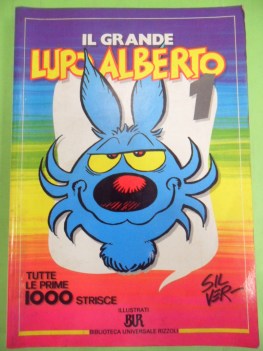 IL GRANDE
LUPO ALBERTO
1
TUTTE
LE PRIME
1000 STRISCE
SILVER
ILLUSTRATI
BUR
BIBLIOTECA UNIVERSALE RIZZOLI